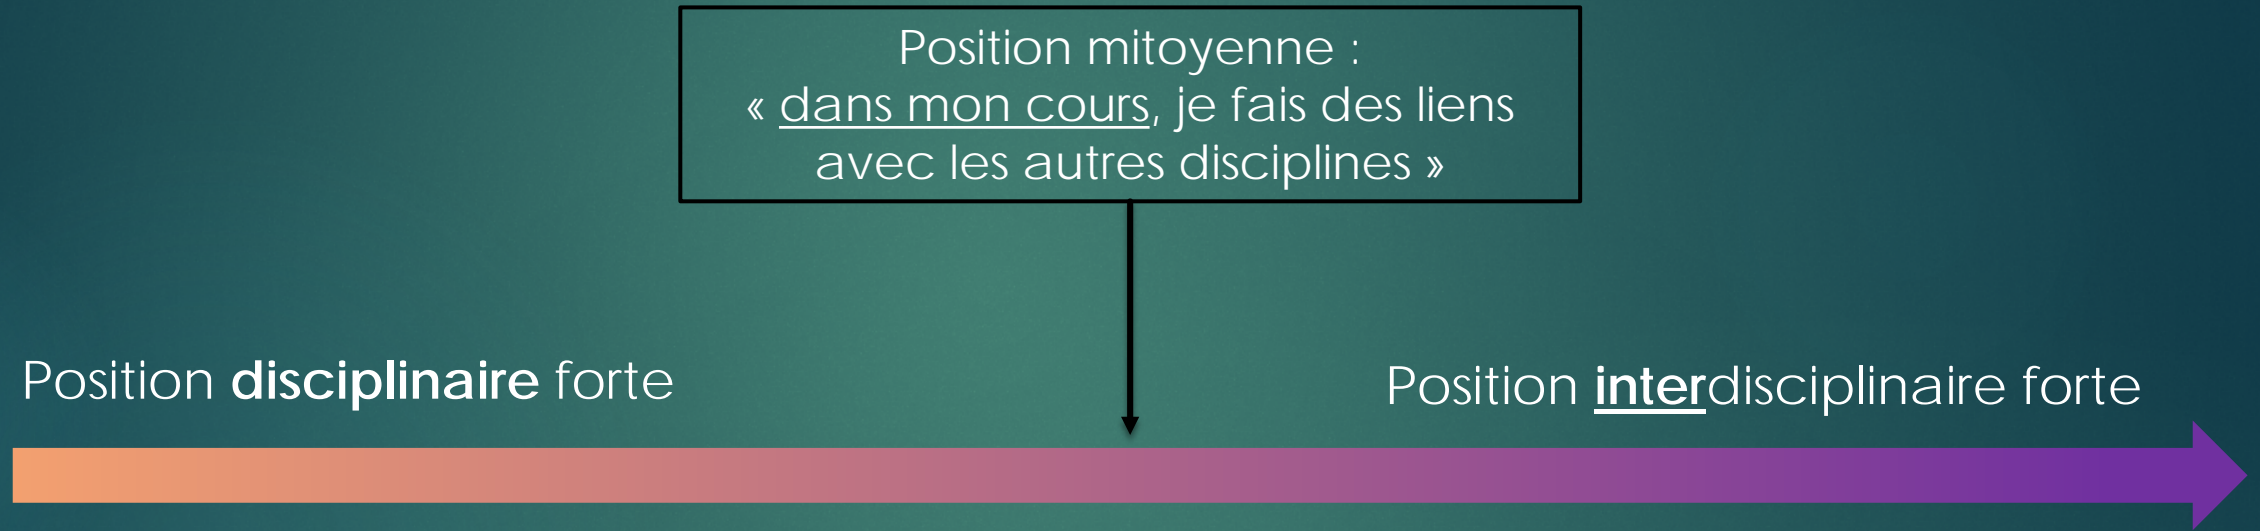 Position mitoyenne :
« dans mon cours, je fais des liens
avec les autres disciplines »
Position disciplinaire forte
Position interdisciplinaire forte